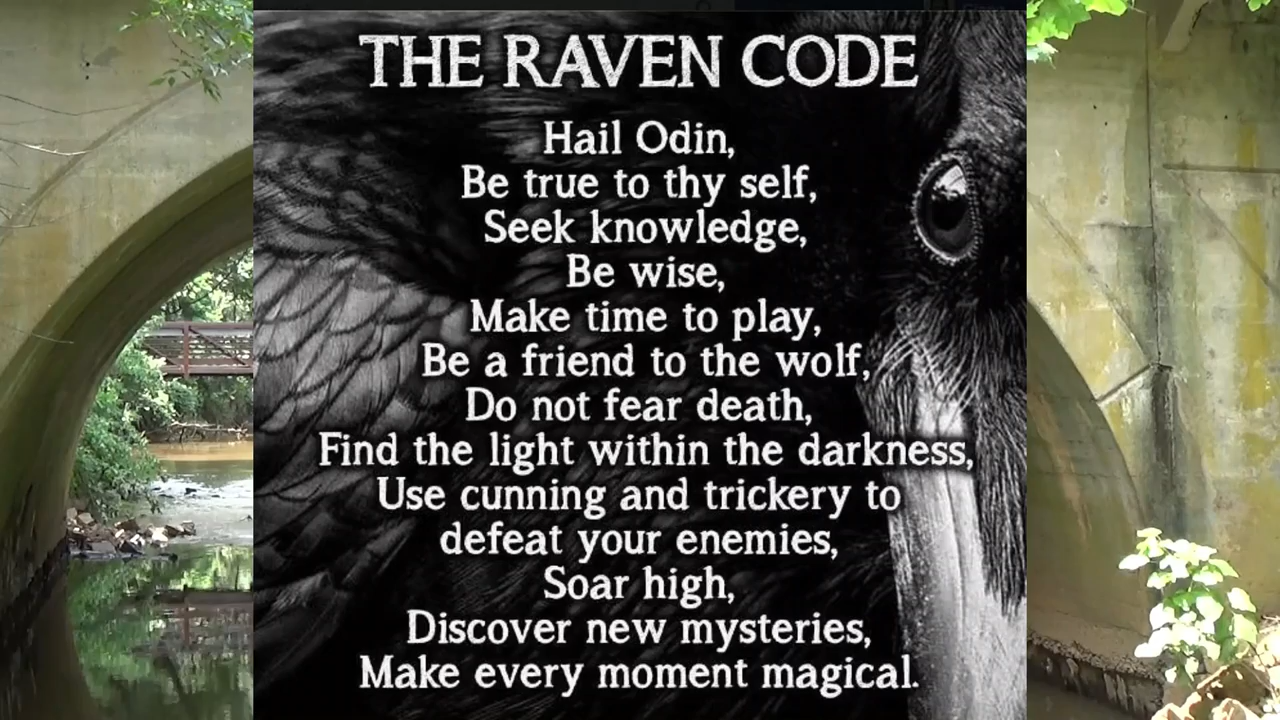 THE RAVEN CODE
Hail Odin,
Be true to thy self,
Seek knowledge,
Be wise,
Make time to play,
Be a friend to the wolf,
Do not fear death,
Find the light within the darkness,
Use cunning and trickery to
defeat your enemies,
Soar high,
Discover new mysteries,
Make every moment magical.